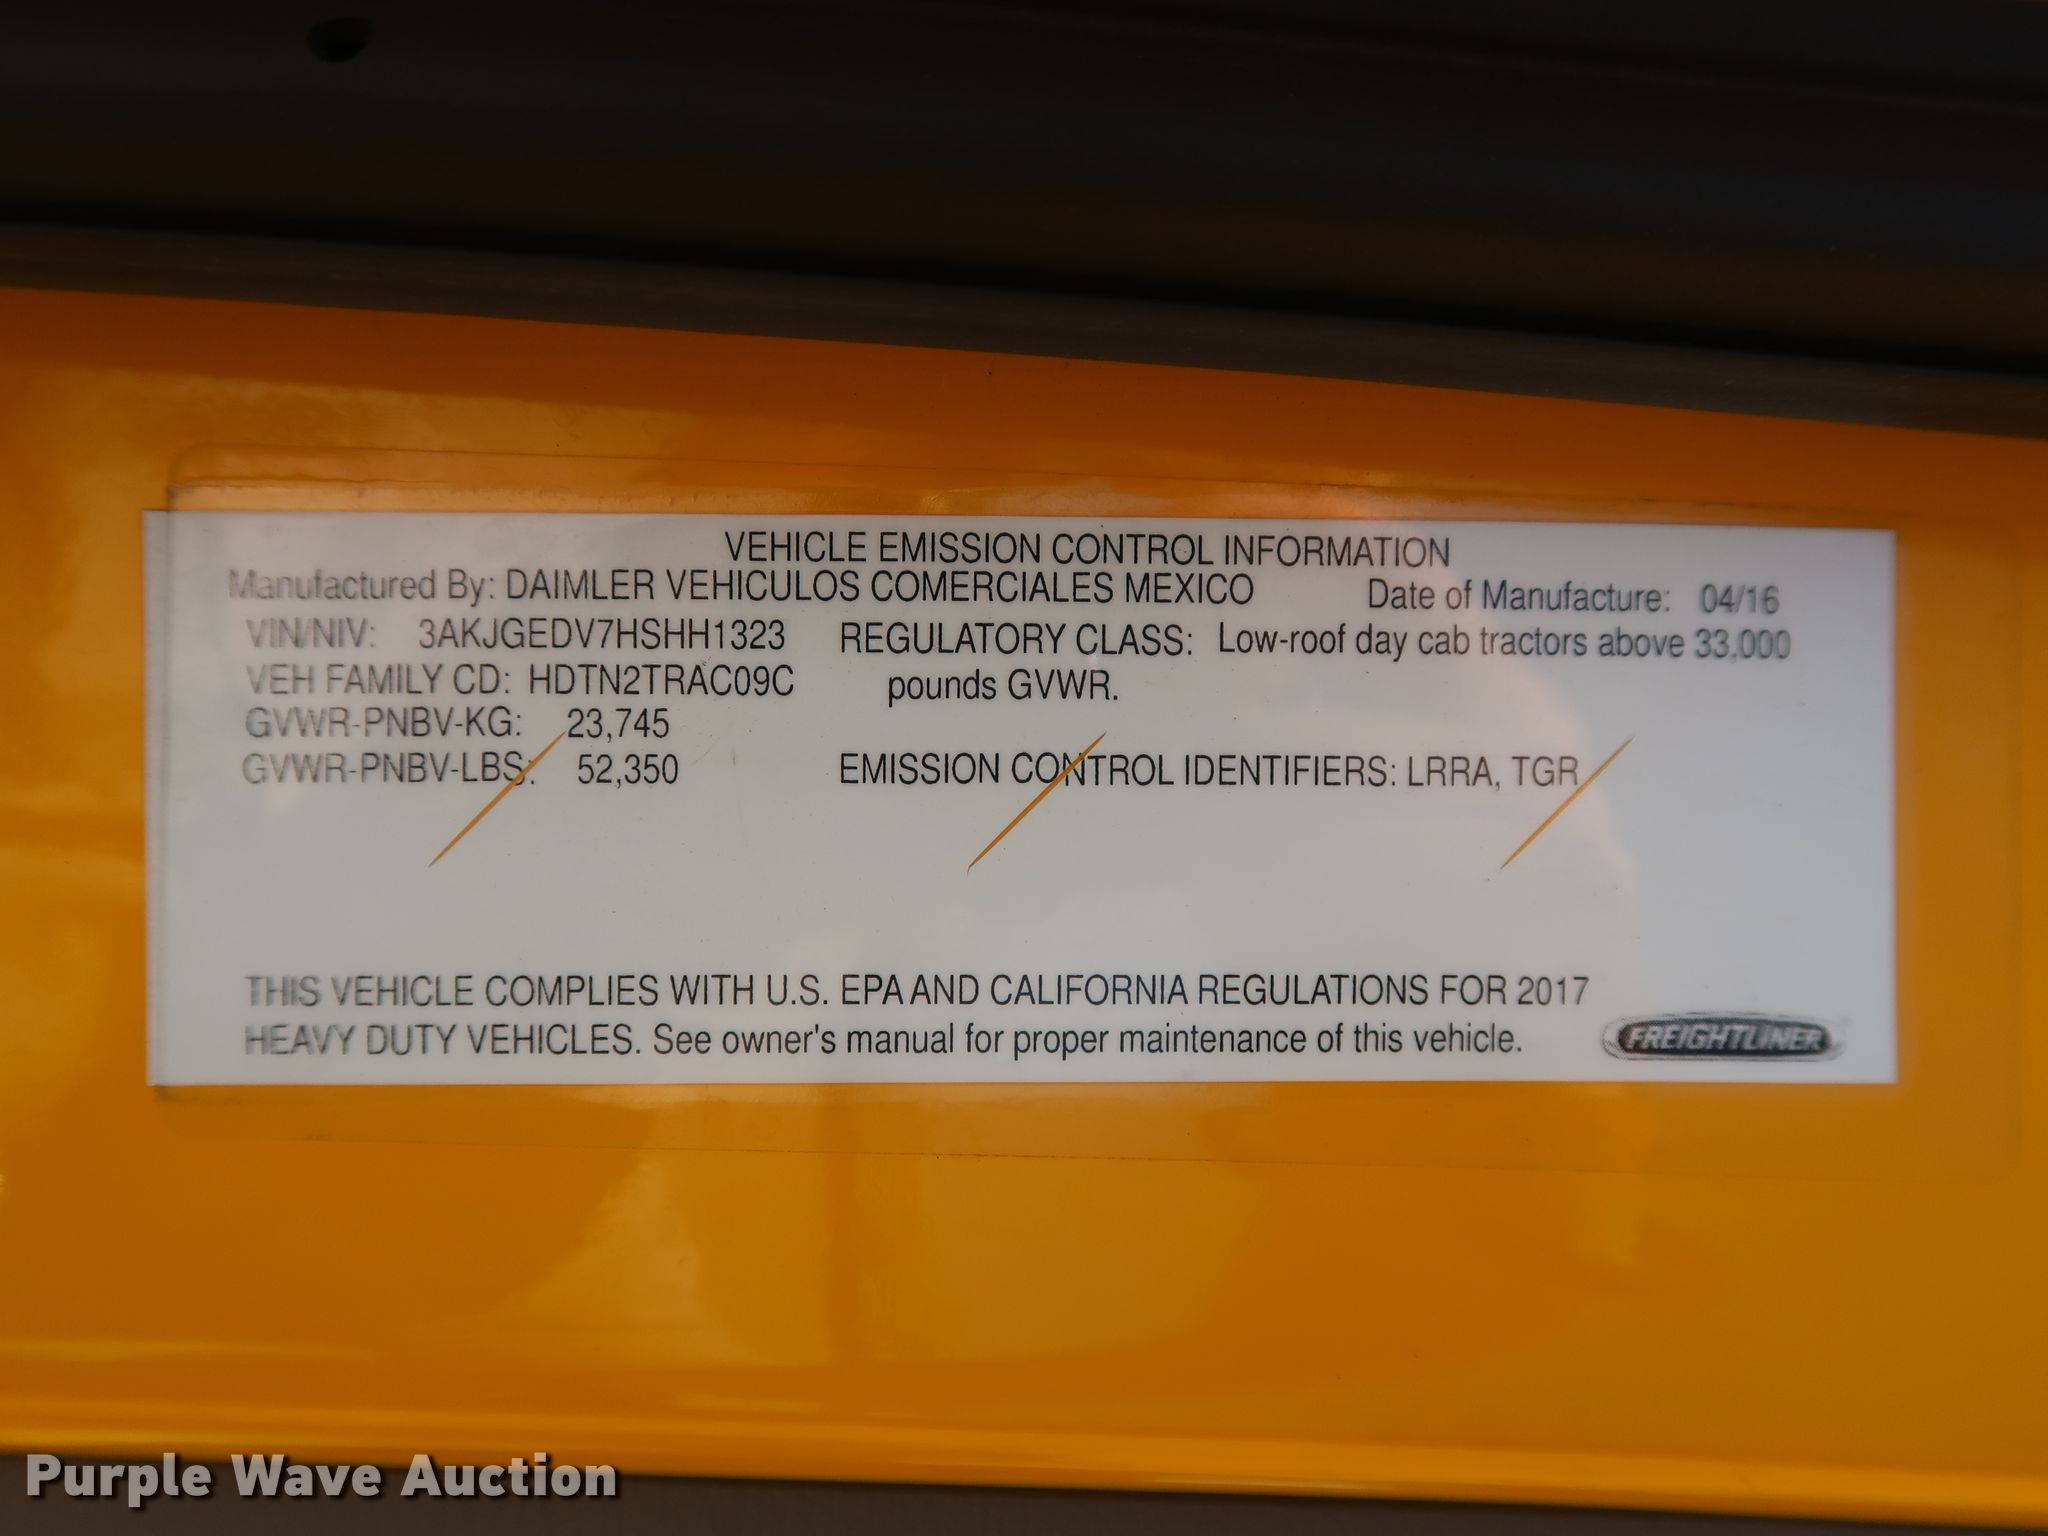 VEHICLE EMISSION CONTROL INFORMATION
Manufactured By: DAIMLER VEHICULOS COMERCIALES MEXICO Date of Manufacture: 04/16
VIN/NIV: 3AKJGEDV7HSHH1323 REGULATORY CLASS: Low-roof day cab tractors above 33,000
VEH FAMILY CD: HDTN2TRAC09C pounds GVWR.
GVWR-PNBV-KG: 23,745
GVWR-PNBV-LBS: 52,350 EMISSION CONTROL IDENTIFIERS: LRRA, TGR
THIS VEHICLE COMPLIES WITH U.S. EPA AND CALIFORNIA REGULATIONS FOR 2017
HEAVY DUTY VEHICLES. See owner's manual for proper maintenance of this vehicle.
FREIGHTLINER
Purple Wave Auction